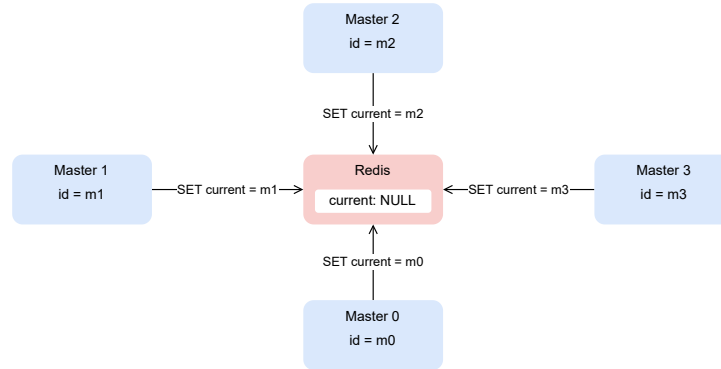 Master 2
id = m2
SET current = m2
Master 1
id = m1
SET current = m1
Redis
current: NULL
SET current = m3
Master 3
id = m3
SET current = m0
Master 0
id = m0